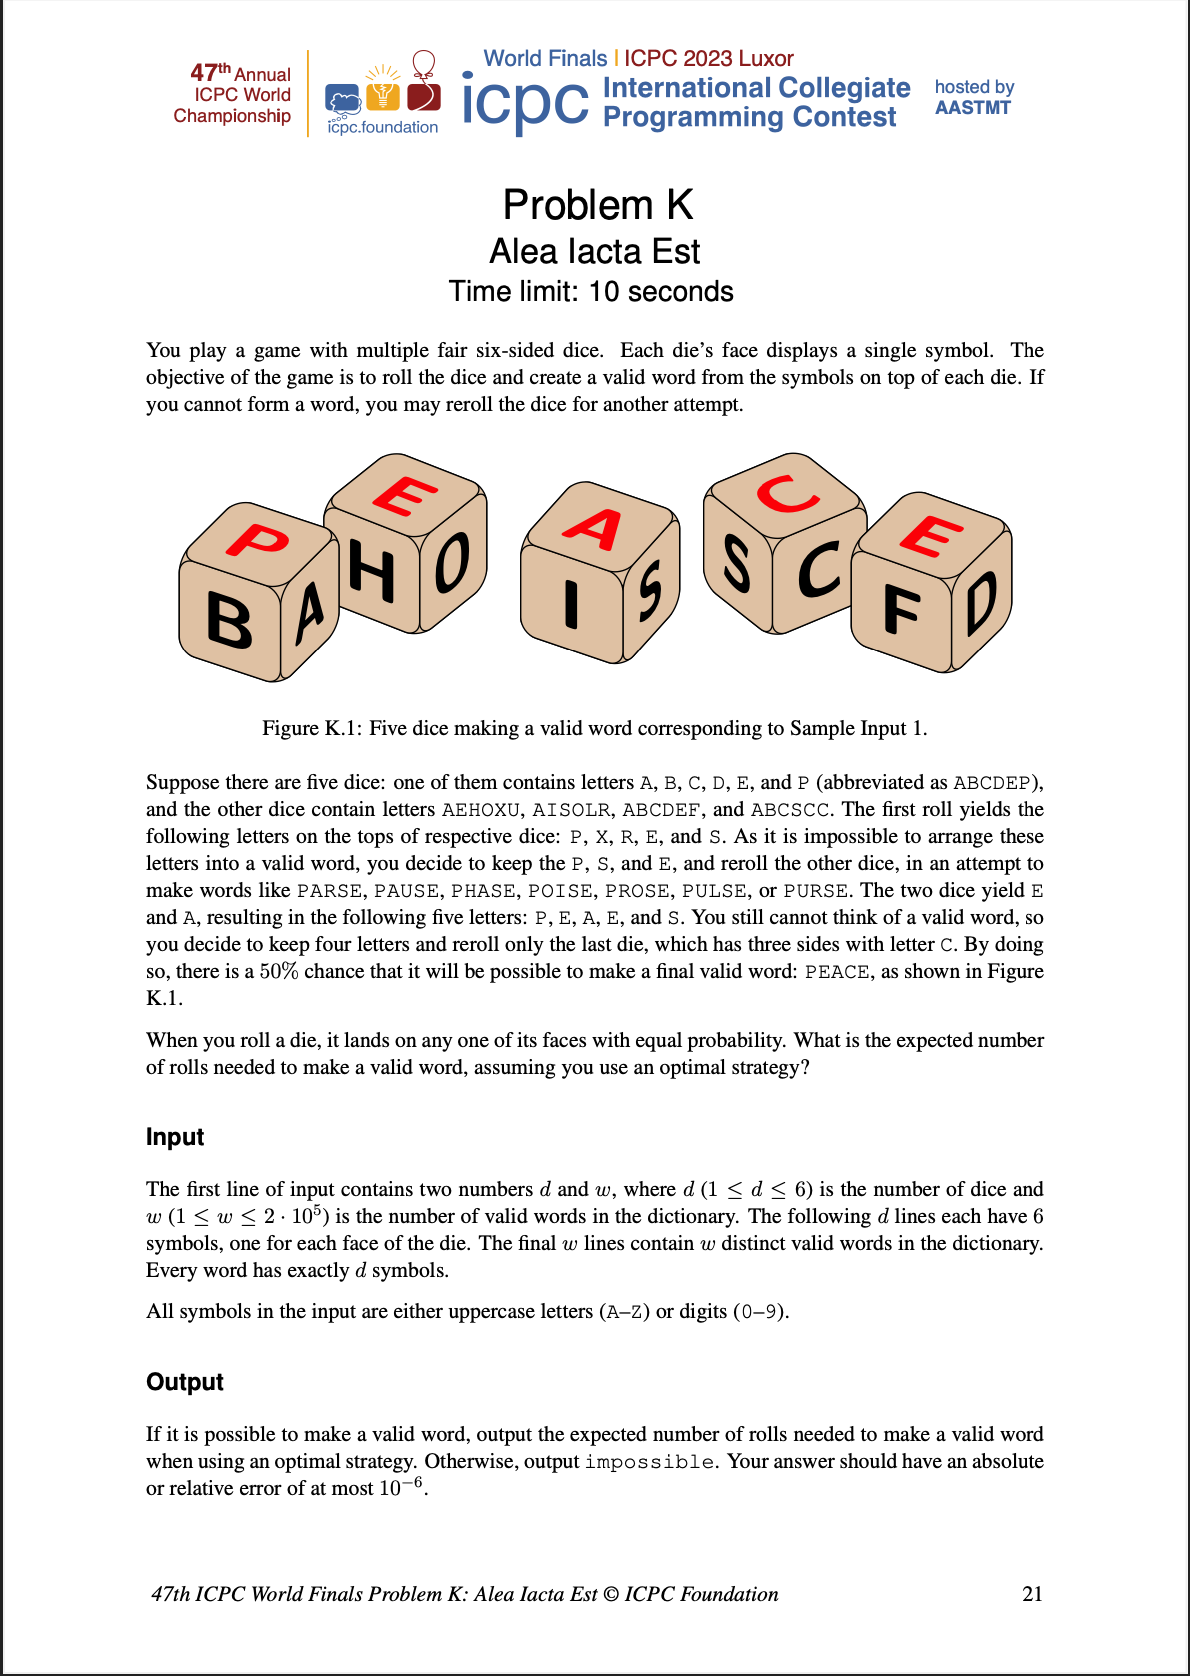 47th Annual
ICPC World
Championship
icpc.foundation
World Finals | ICPC 2023 Luxor
icpc International Collegiate
Programming Contest
hosted by
AASTMT
Problem K
Alea Iacta Est
Time limit: 10 seconds
You play a game with multiple fair six-sided dice. Each die’s face displays a single symbol. The
objective of the game is to roll the dice and create a valid word from the symbols on top of each die. If
you cannot form a word, you may reroll the dice for another attempt.
P E A C E
B A H O I S S C F D
Figure K.1: Five dice making a valid word corresponding to Sample Input 1.
Suppose there are five dice: one of them contains letters A, B, C, D, E, and P (abbreviated as ABCDEP),
and the other dice contain letters AEHOXU, AISOLR, ABCDEF, and ABCSCC. The first roll yields the
following letters on the tops of respective dice: P, X, R, E, and S. As it is impossible to arrange these
letters into a valid word, you decide to keep the P, S, and E, and reroll the other dice, in an attempt to
make words like PARSE, PAUSE, PHASE, POISE, PROSE, PULSE, or PURSE. The two dice yield E
and A, resulting in the following five letters: P, E, A, E, and S. You still cannot think of a valid word, so
you decide to keep four letters and reroll only the last die, which has three sides with letter C. By doing
so, there is a 50% chance that it will be possible to make a final valid word: PEACE, as shown in Figure
K.1.
When you roll a die, it lands on any one of its faces with equal probability. What is the expected number
of rolls needed to make a valid word, assuming you use an optimal strategy?
Input
The first line of input contains two numbers d and w, where d (1 ≤ d ≤ 6) is the number of dice and
w (1 ≤ w ≤ 2 · 10⁵) is the number of valid words in the dictionary. The following d lines each have 6
symbols, one for each face of the die. The final w lines contain w distinct valid words in the dictionary.
Every word has exactly d symbols.
All symbols in the input are either uppercase letters (A–Z) or digits (0–9).
Output
If it is possible to make a valid word, output the expected number of rolls needed to make a valid word
when using an optimal strategy. Otherwise, output impossible. Your answer should have an absolute
or relative error of at most 10⁻⁶.
47th ICPC World Finals Problem K: Alea Iacta Est © ICPC Foundation 21